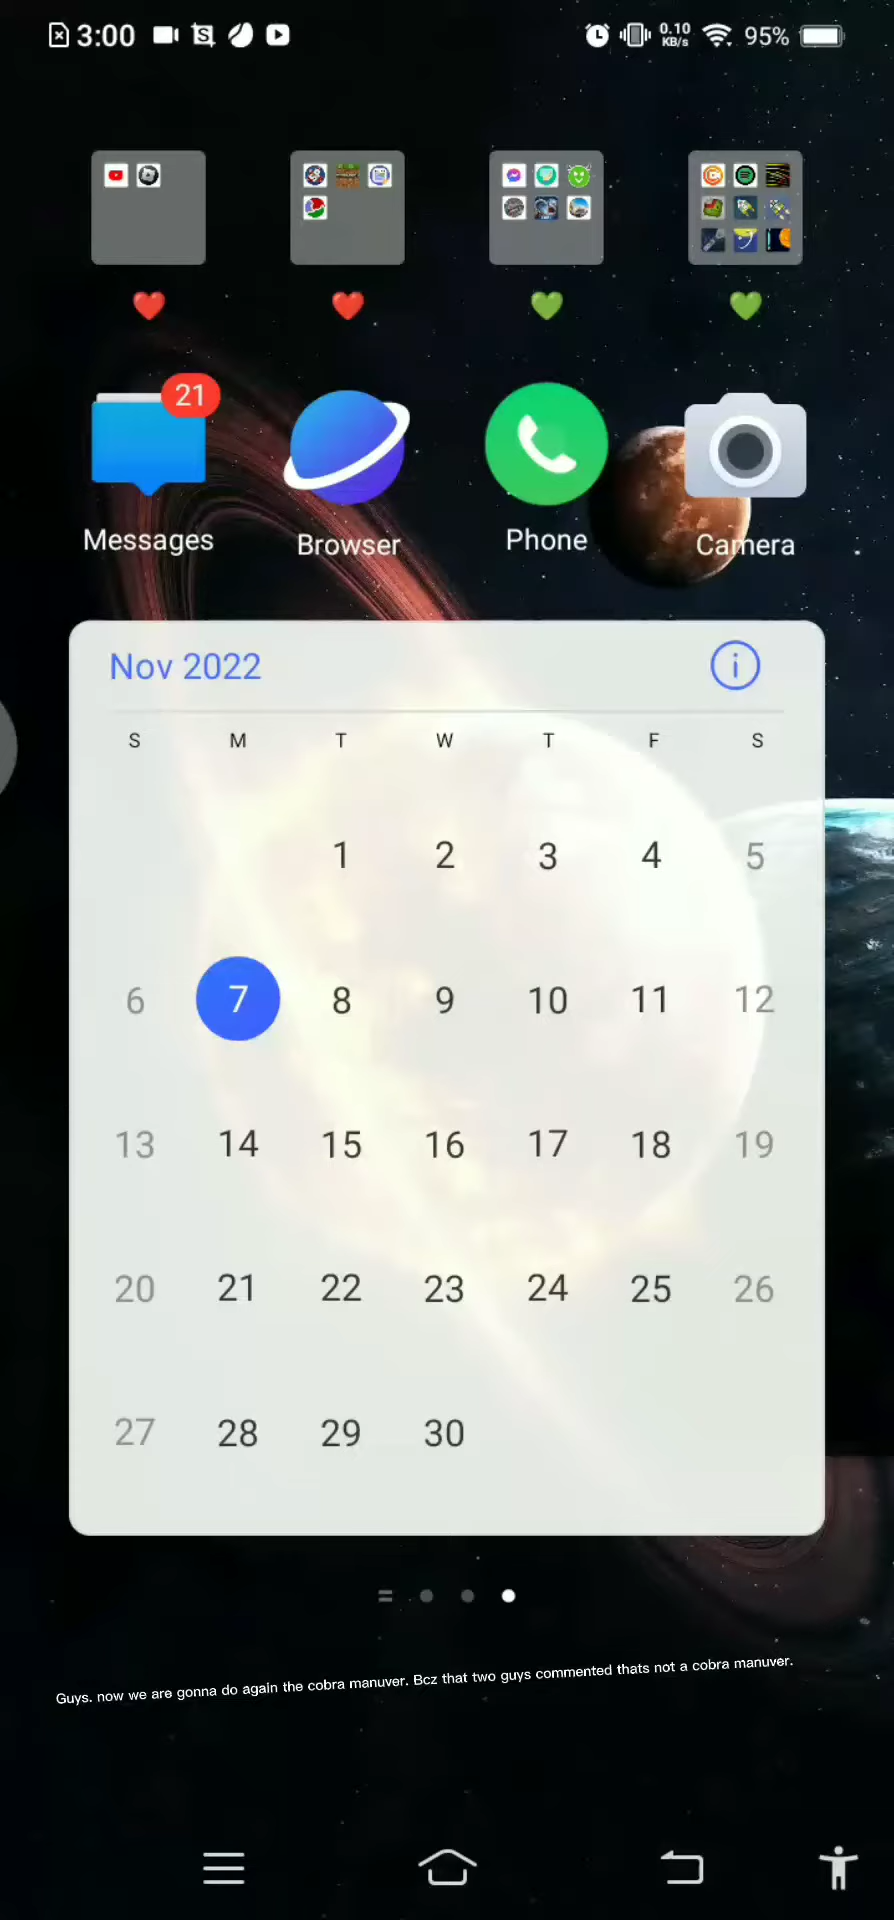 3:00 0.10 KB/s 95%
21
Messages Browser Phone Camera
Nov 2022
S M T W T F S
1 2 3 4 5
6 7 8 9 10 11 12
13 14 15 16 17 18 19
20 21 22 23 24 25 26
27 28 29 30
Guys. now we are gonna do again the cobra manuver. Bcz that two guys commented thats not a cobra manuver.